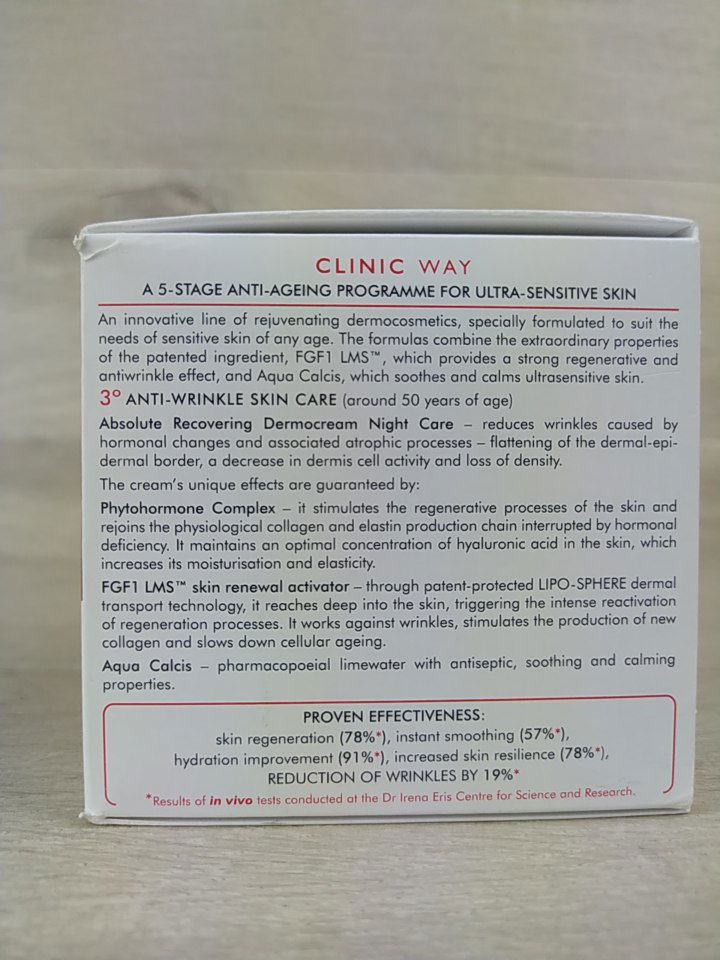 CLINIC WAY
A 5-STAGE ANTI-AGEING PROGRAMME FOR ULTRA-SENSITIVE SKIN
An innovative line of rejuvenating dermocosmetics, specially formulated to suit the
needs of sensitive skin of any age. The formulas combine the extraordinary properties
of the patented ingredient, FGF1 LMS™, which provides a strong regenerative and
antiwrinkle effect, and Aqua Calcis, which soothes and calms ultrasensitive skin.
3° ANTI-WRINKLE SKIN CARE (around 50 years of age)
Absolute Recovering Dermocream Night Care – reduces wrinkles caused by
hormonal changes and associated atrophic processes – flattening of the dermal-epi-
dermal border, a decrease in dermis cell activity and loss of density.
The cream's unique effects are guaranteed by:
Phytohormone Complex – it stimulates the regenerative processes of the skin and
rejoins the physiological collagen and elastin production chain interrupted by hormonal
deficiency. It maintains an optimal concentration of hyaluronic acid in the skin, which
increases its moisturisation and elasticity.
FGF1 LMS™ skin renewal activator – through patent-protected LIPO-SPHERE dermal
transport technology, it reaches deep into the skin, triggering the intense reactivation
of regeneration processes. It works against wrinkles, stimulates the production of new
collagen and slows down cellular ageing.
Aqua Calcis – pharmacopoeial limewater with antiseptic, soothing and calming
properties.
PROVEN EFFECTIVENESS:
skin regeneration (78%*), instant smoothing (57%*),
hydration improvement (91%*), increased skin resilience (78%*),
REDUCTION OF WRINKLES BY 19%*
*Results of in vivo tests conducted at the Dr Irena Eris Centre for Science and Research.